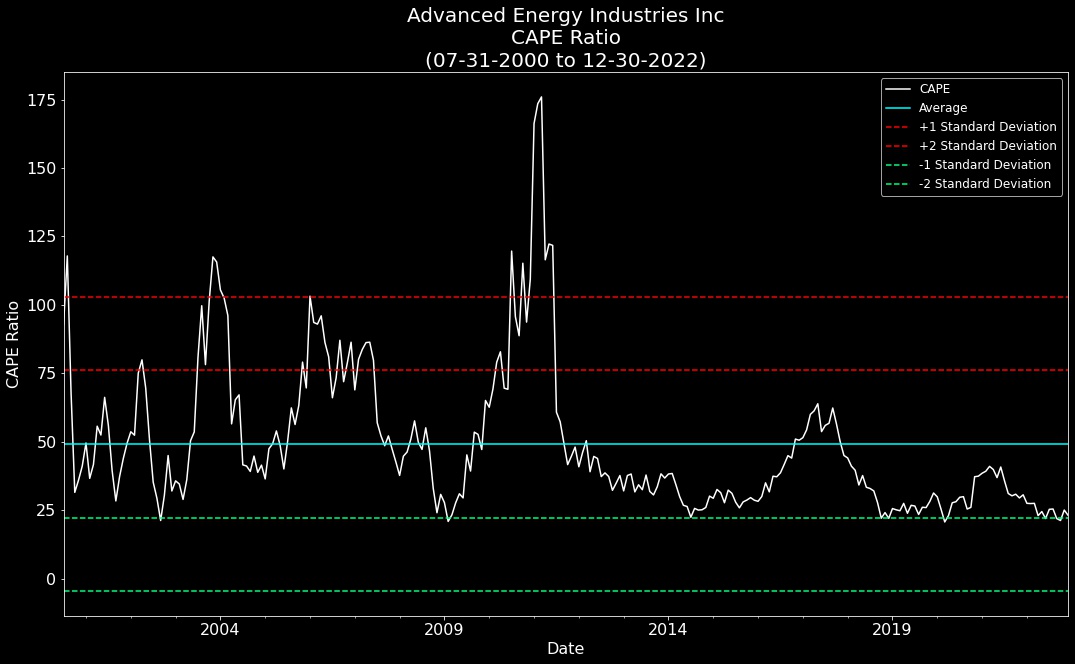 Advanced Energy Industries Inc
CAPE Ratio
(07-31-2000 to 12-30-2022)
CAPE
Average
+1 Standard Deviation
+2 Standard Deviation
-1 Standard Deviation
-2 Standard Deviation
175
150
125
100
75
50
25
0
CAPE Ratio
2004
2009
2014
2019
Date